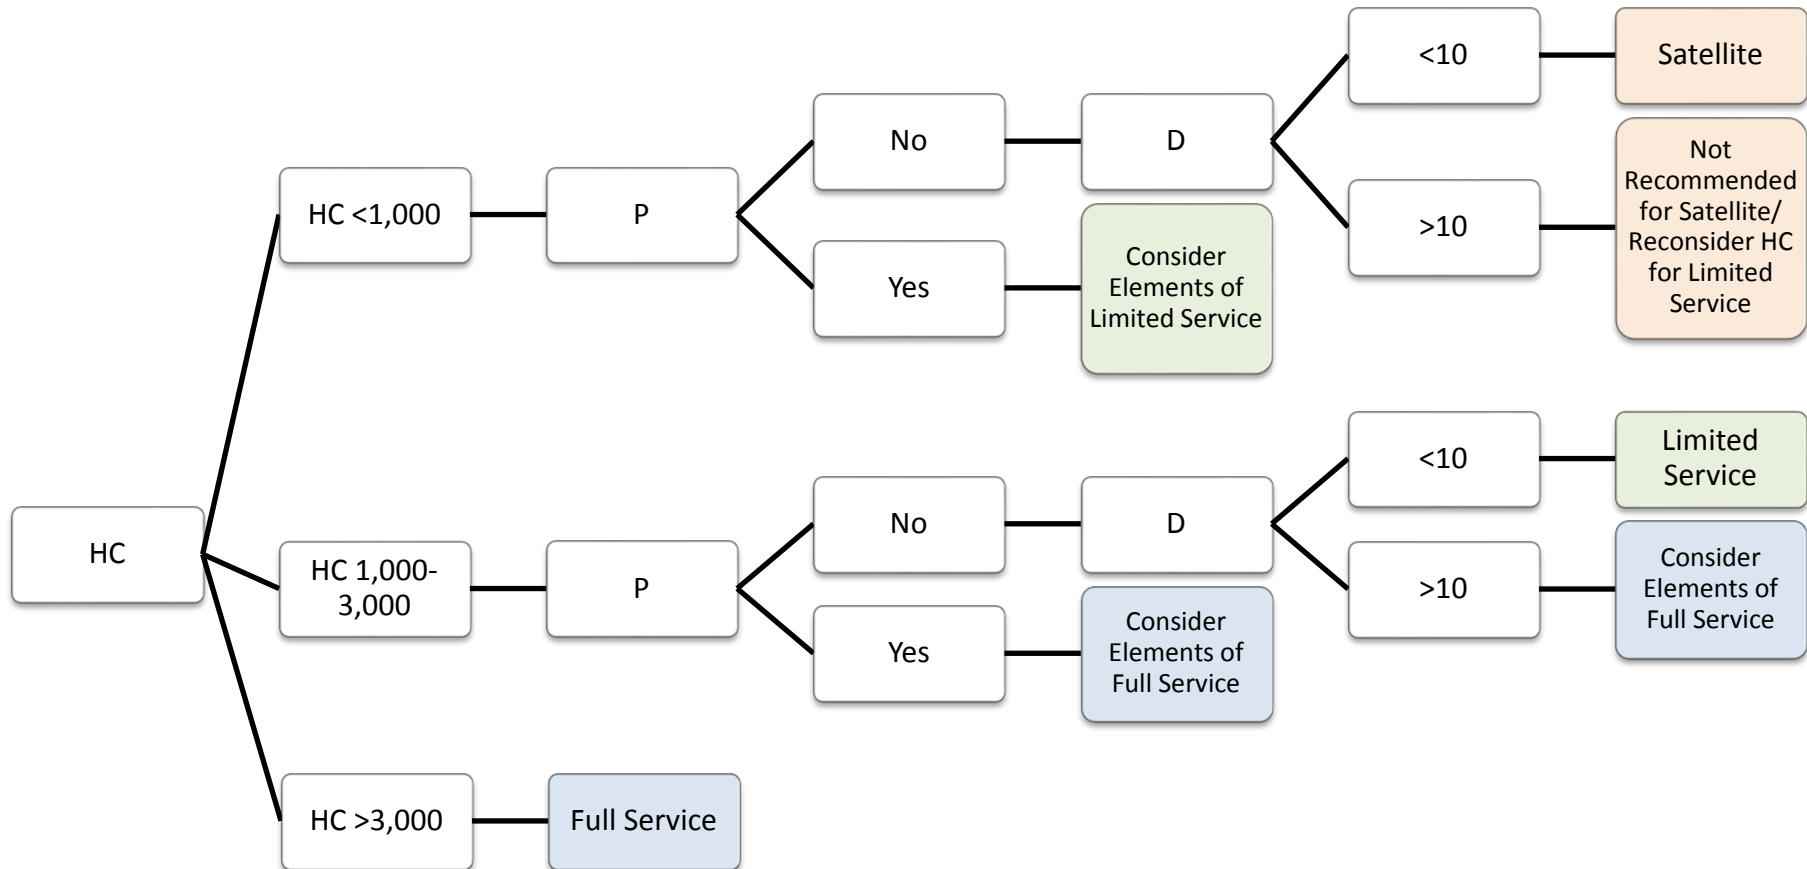 HC
HC <1,000
P
No
D
<10
Satellite
>10
Not
Recommended
for Satellite/
Reconsider HC
for Limited
Service
Yes
Consider
Elements of
Limited Service
HC 1,000-
3,000
P
No
D
<10
Limited
Service
>10
Consider
Elements of
Full Service
Yes
Consider
Elements of
Full Service
HC >3,000
Full Service